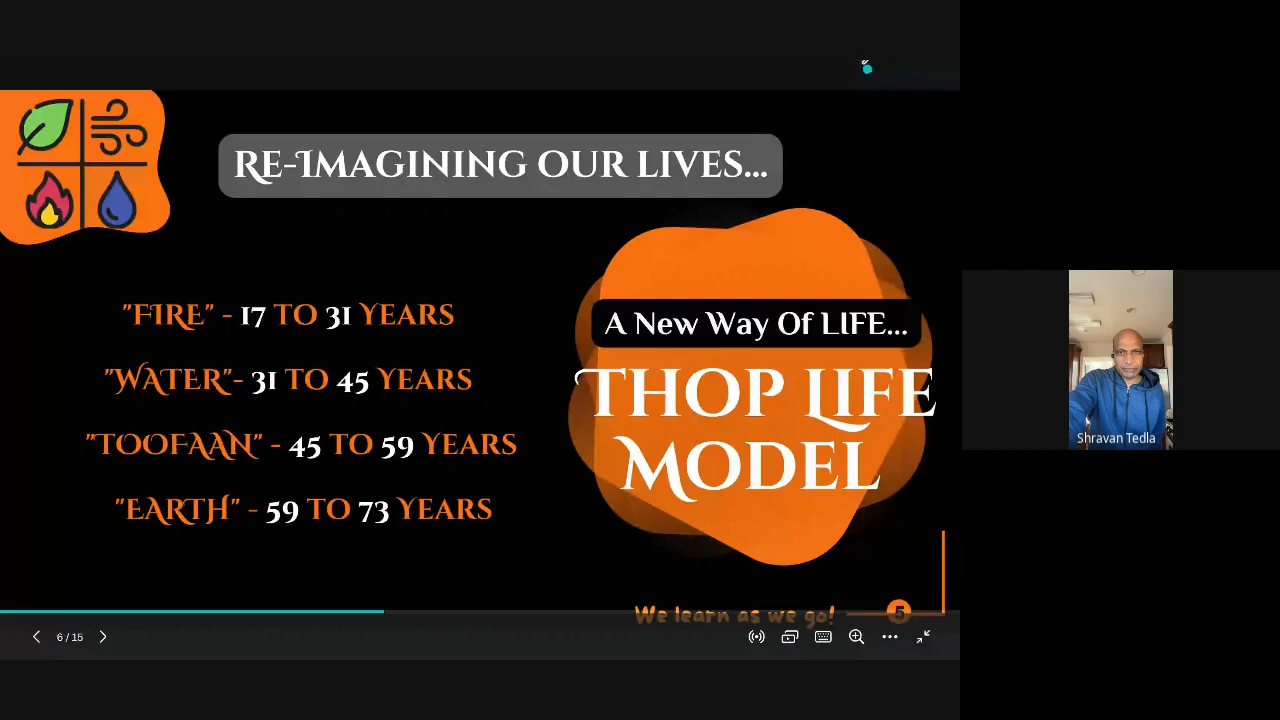 RE-IMAGINING OUR LIVES...
"FIRE" - 17 TO 31 YEARS
"WATER"- 31 TO 45 YEARS
"TOOFAAN" - 45 TO 59 YEARS
"EARTH" - 59 TO 73 YEARS
A New Way Of LIFE...
THOP LIFE
MODEL
We learn as we go!
5
6 / 15
Shravan Tedla